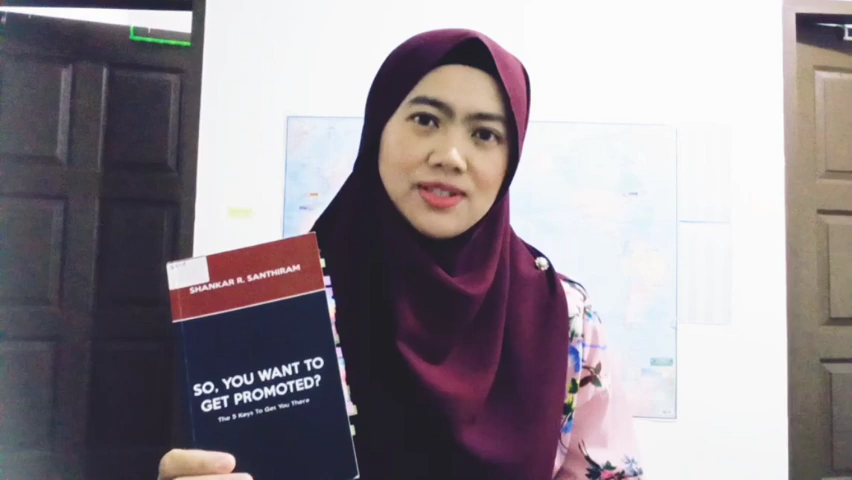 SHANKAR R. SANTHIRAM
SO, YOU WANT TO
GET PROMOTED?
The 5 Keys To Get You There